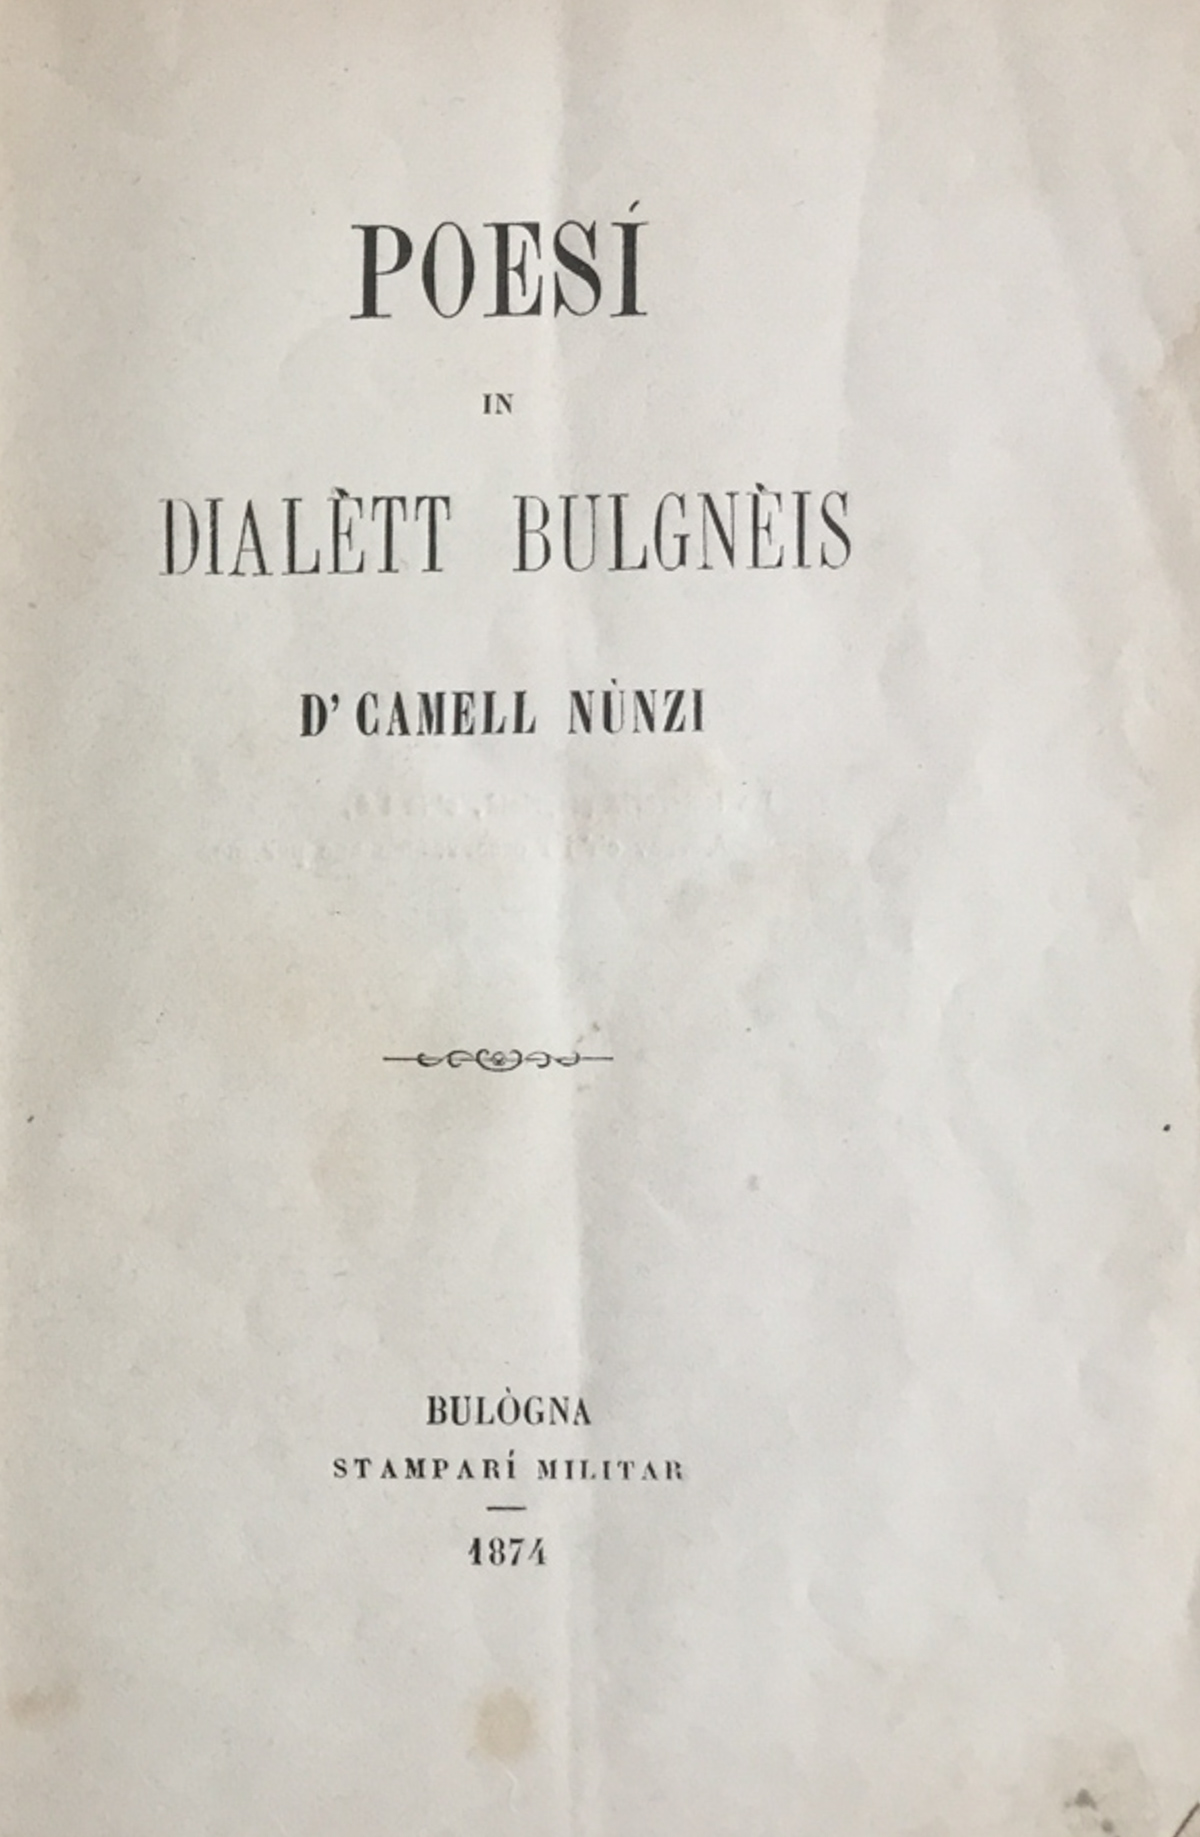 POESÍ
IN
DIALÈTT BULGNÈIS
D' CAMELL NÙNZI
BULÒGNA
STAMPARÍ MILITAR
1874